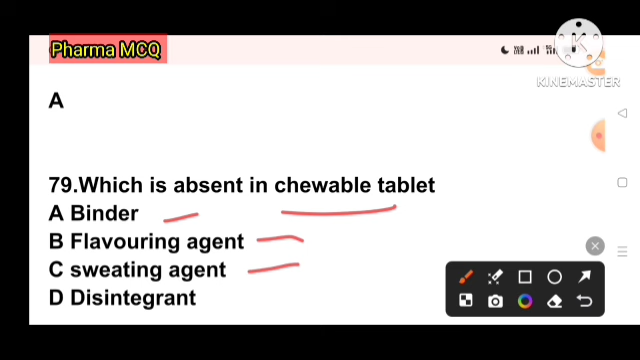 Pharma MCQ
KINEMASTER
A
79.Which is absent in chewable tablet
A Binder
B Flavouring agent
C sweating agent
D Disintegrant